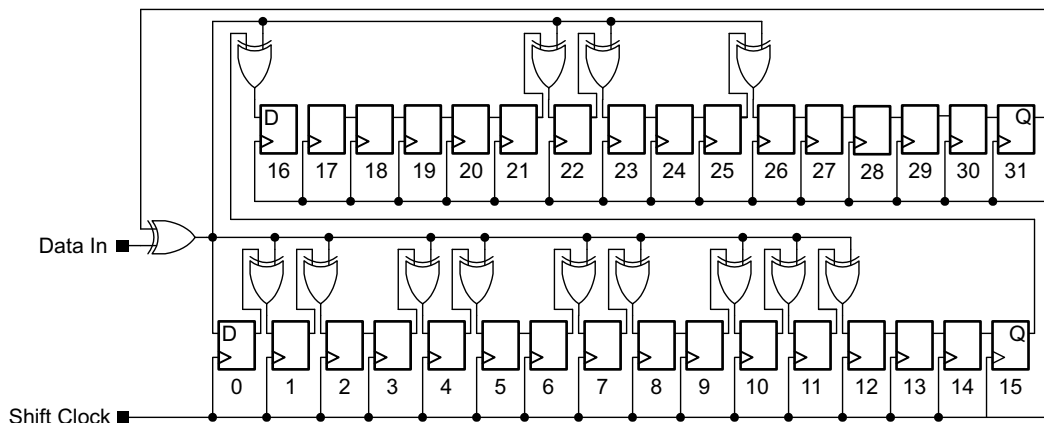 D Q
16 17 18 19 20 21 22 23 24 25 26 27 28 29 30 31
Data In
D Q
0 1 2 3 4 5 6 7 8 9 10 11 12 13 14 15
Shift Clock